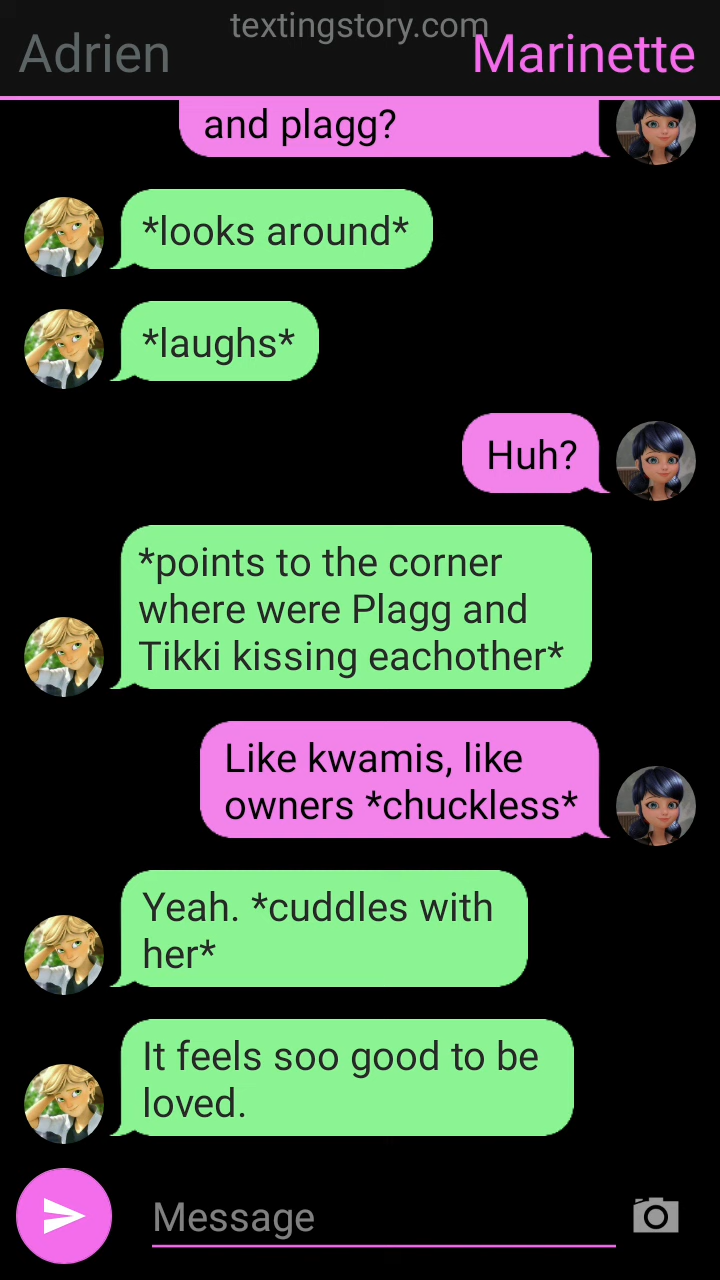 textingstory.com
Adrien
Marinette
and plagg?
*looks around*
*laughs*
Huh?
*points to the corner
where were Plagg and
Tikki kissing eachother*
Like kwamis, like
owners *chuckless*
Yeah. *cuddles with
her*
It feels soo good to be
loved.
Message